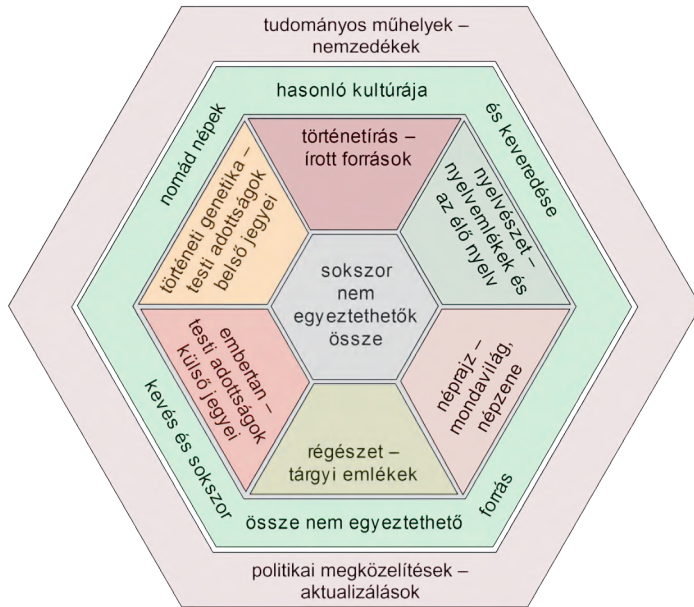 tudományos műhelyek –
nemzedékek
nomád népek
hasonló kultúrája
és keveredése
történetírás –
írott források
történeti genetika –
testi adottságok
belső jegyei
nyelvészet –
nyelvemlékek és
az élő nyelv
sokszor
nem
egyeztethetők
össze
embertan –
testi adottságok
külső jegyei
néprajz –
mondavilág,
népzene
régészet –
tárgyi emlékek
kevés és sokszor
össze nem egyeztethető
forrás
politikai megközelítések –
aktualizálások